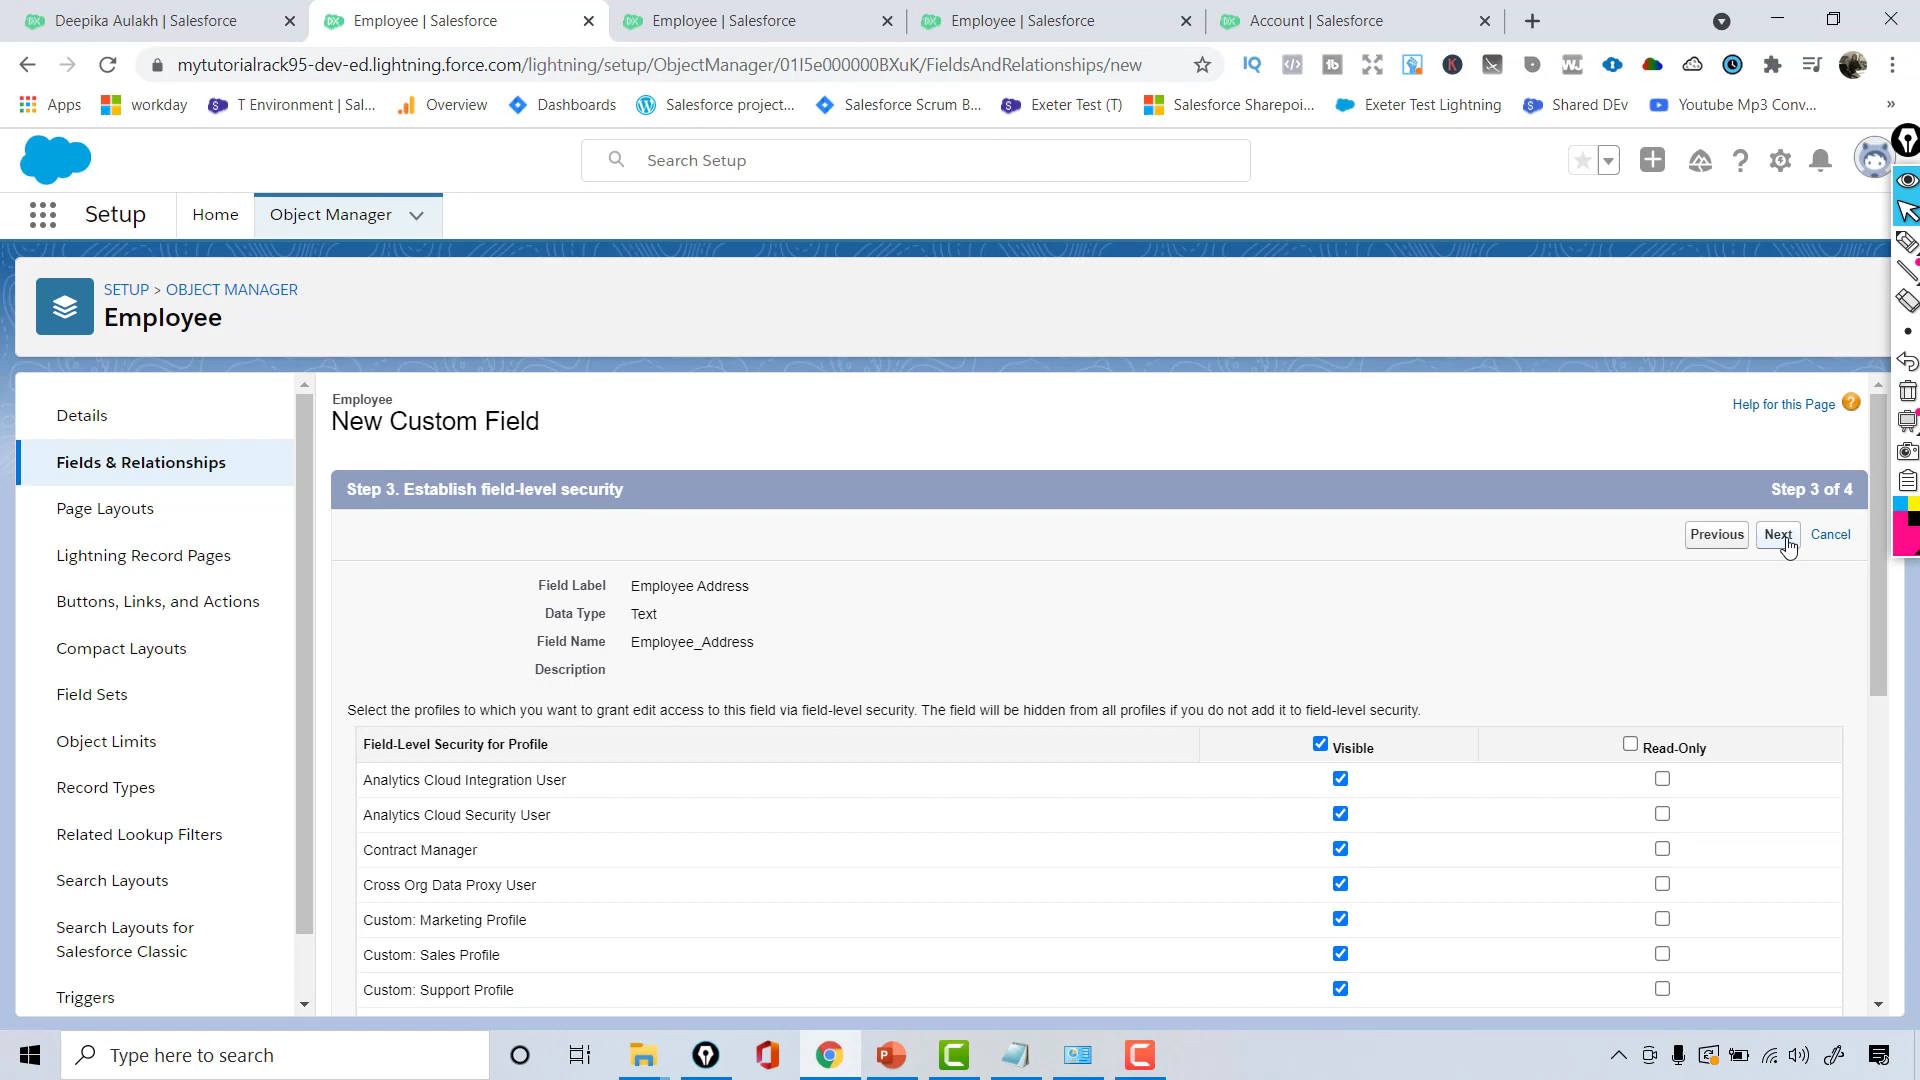 Deepika Aulakh | Salesforce
Employee | Salesforce
Employee | Salesforce
Employee | Salesforce
Account | Salesforce
mytutorialrack95-dev-ed.lightning.force.com/lightning/setup/ObjectManager/01I5e000000BXuK/FieldsAndRelationships/new
Apps
workday
T Environment | Sal...
Overview
Dashboards
Salesforce project...
Salesforce Scrum B...
Exeter Test (T)
Salesforce Sharepoi...
Exeter Test Lightning
Shared DEv
Youtube Mp3 Conv...
Search Setup
Setup
Home
Object Manager
SETUP > OBJECT MANAGER
Employee
Details
Fields & Relationships
Page Layouts
Lightning Record Pages
Buttons, Links, and Actions
Compact Layouts
Field Sets
Object Limits
Record Types
Related Lookup Filters
Search Layouts
Search Layouts for
Salesforce Classic
Triggers
Employee
New Custom Field
Help for this Page
Step 3. Establish field-level security
Step 3 of 4
Previous
Next
Cancel
Field Label Employee Address
Data Type Text
Field Name Employee_Address
Description
Select the profiles to which you want to grant edit access to this field via field-level security. The field will be hidden from all profiles if you do not add it to field-level security.
Field-Level Security for Profile Visible Read-Only
Analytics Cloud Integration User
Analytics Cloud Security User
Contract Manager
Cross Org Data Proxy User
Custom: Marketing Profile
Custom: Sales Profile
Custom: Support Profile
Type here to search